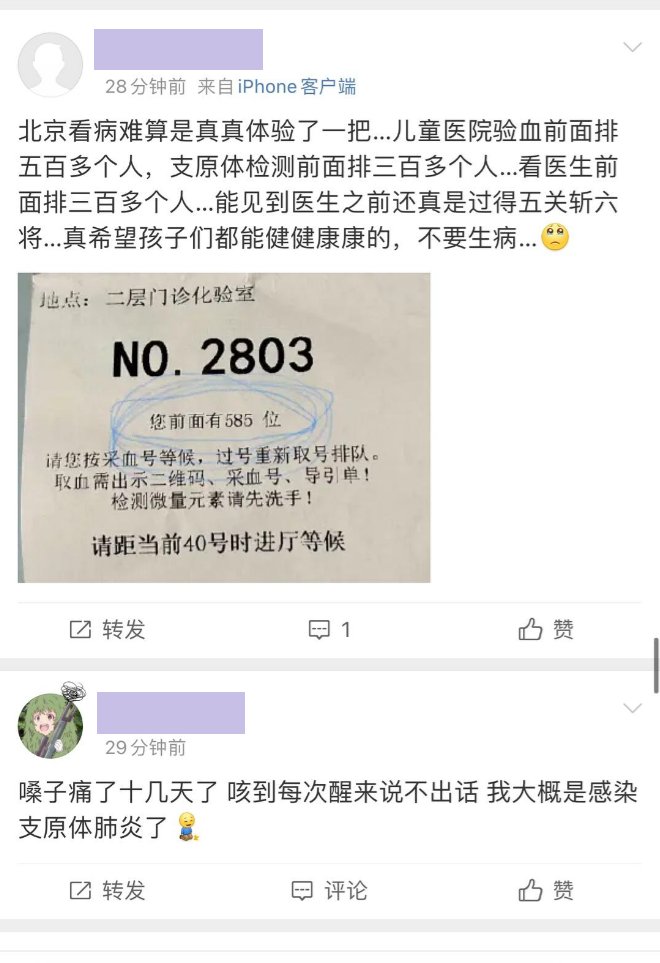 28分钟前 来自iPhone客户端
北京看病难算是真真体验了一把...儿童医院验血前面排
五百多个人，支原体检测前面排三百多个人...看医生前
面排三百多个人...能见到医生之前还真是过得五关斩六
将...真希望孩子们都能健健康康的，不要生病...
地点：二层门诊化验室
NO. 2803
您前面有585 位
请您按采血号等候，过号重新取号排队。
取血需出示二维码、采血号、导引单！
检测微量元素请先洗手！
请距当前40号时进厅等候
转发
1
赞
29分钟前
嗓子痛了十几天了 咳到每次醒来说不出话 我大概是感染
支原体肺炎了
转发
评论
赞